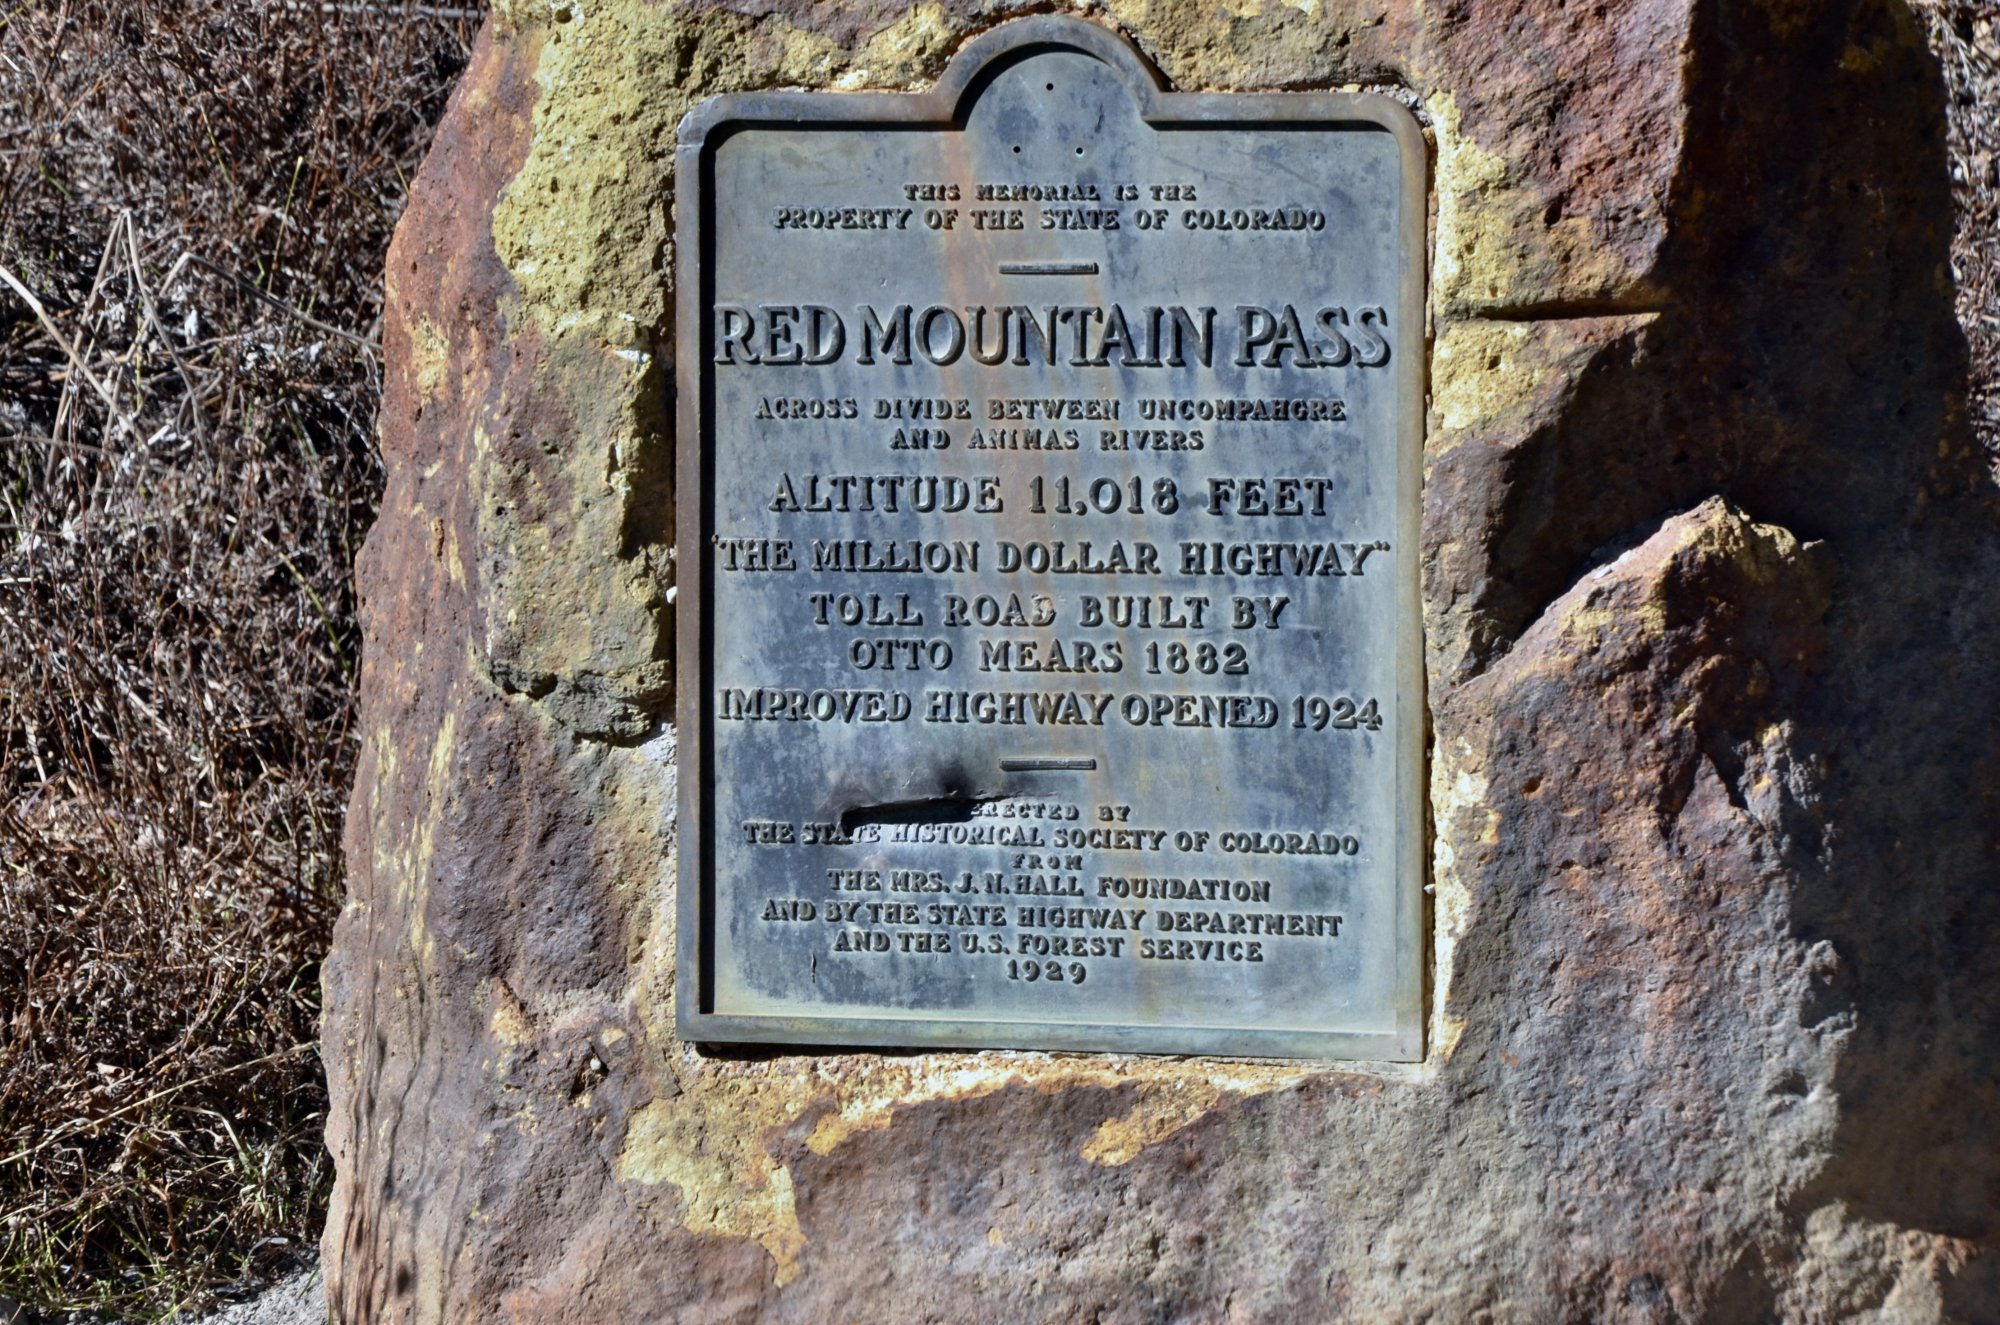 THIS MEMORIAL IS THE
PROPERTY OF THE STATE OF COLORADO
RED MOUNTAIN PASS
ACROSS DIVIDE BETWEEN UNCOMPAHGRE
AND ANIMAS RIVERS
ALTITUDE 11,018 FEET
"THE MILLION DOLLAR HIGHWAY"
TOLL ROAD BUILT BY
OTTO MEARS 1882
IMPROVED HIGHWAY OPENED 1924
ERECTED BY
THE STATE HISTORICAL SOCIETY OF COLORADO
FROM
THE MRS. J. N. HALL FOUNDATION
AND BY THE STATE HIGHWAY DEPARTMENT
AND THE U.S. FOREST SERVICE
1929